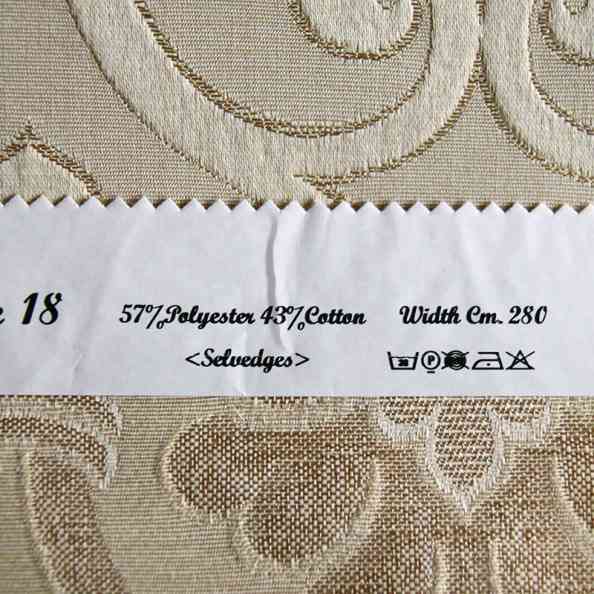 18
57%Polyester 43%Cotton Width Cm. 280
<Selvedges>